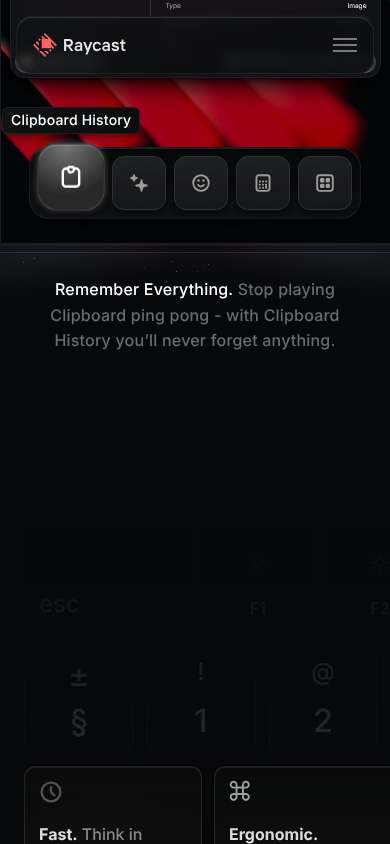 Type
Image
Raycast
Clipboard History
Remember Everything. Stop playing
Clipboard ping pong - with Clipboard
History you'll never forget anything.
esc
F1
F2
±
!
@
§
1
2
⌘
Fast. Think in
Ergonomic.